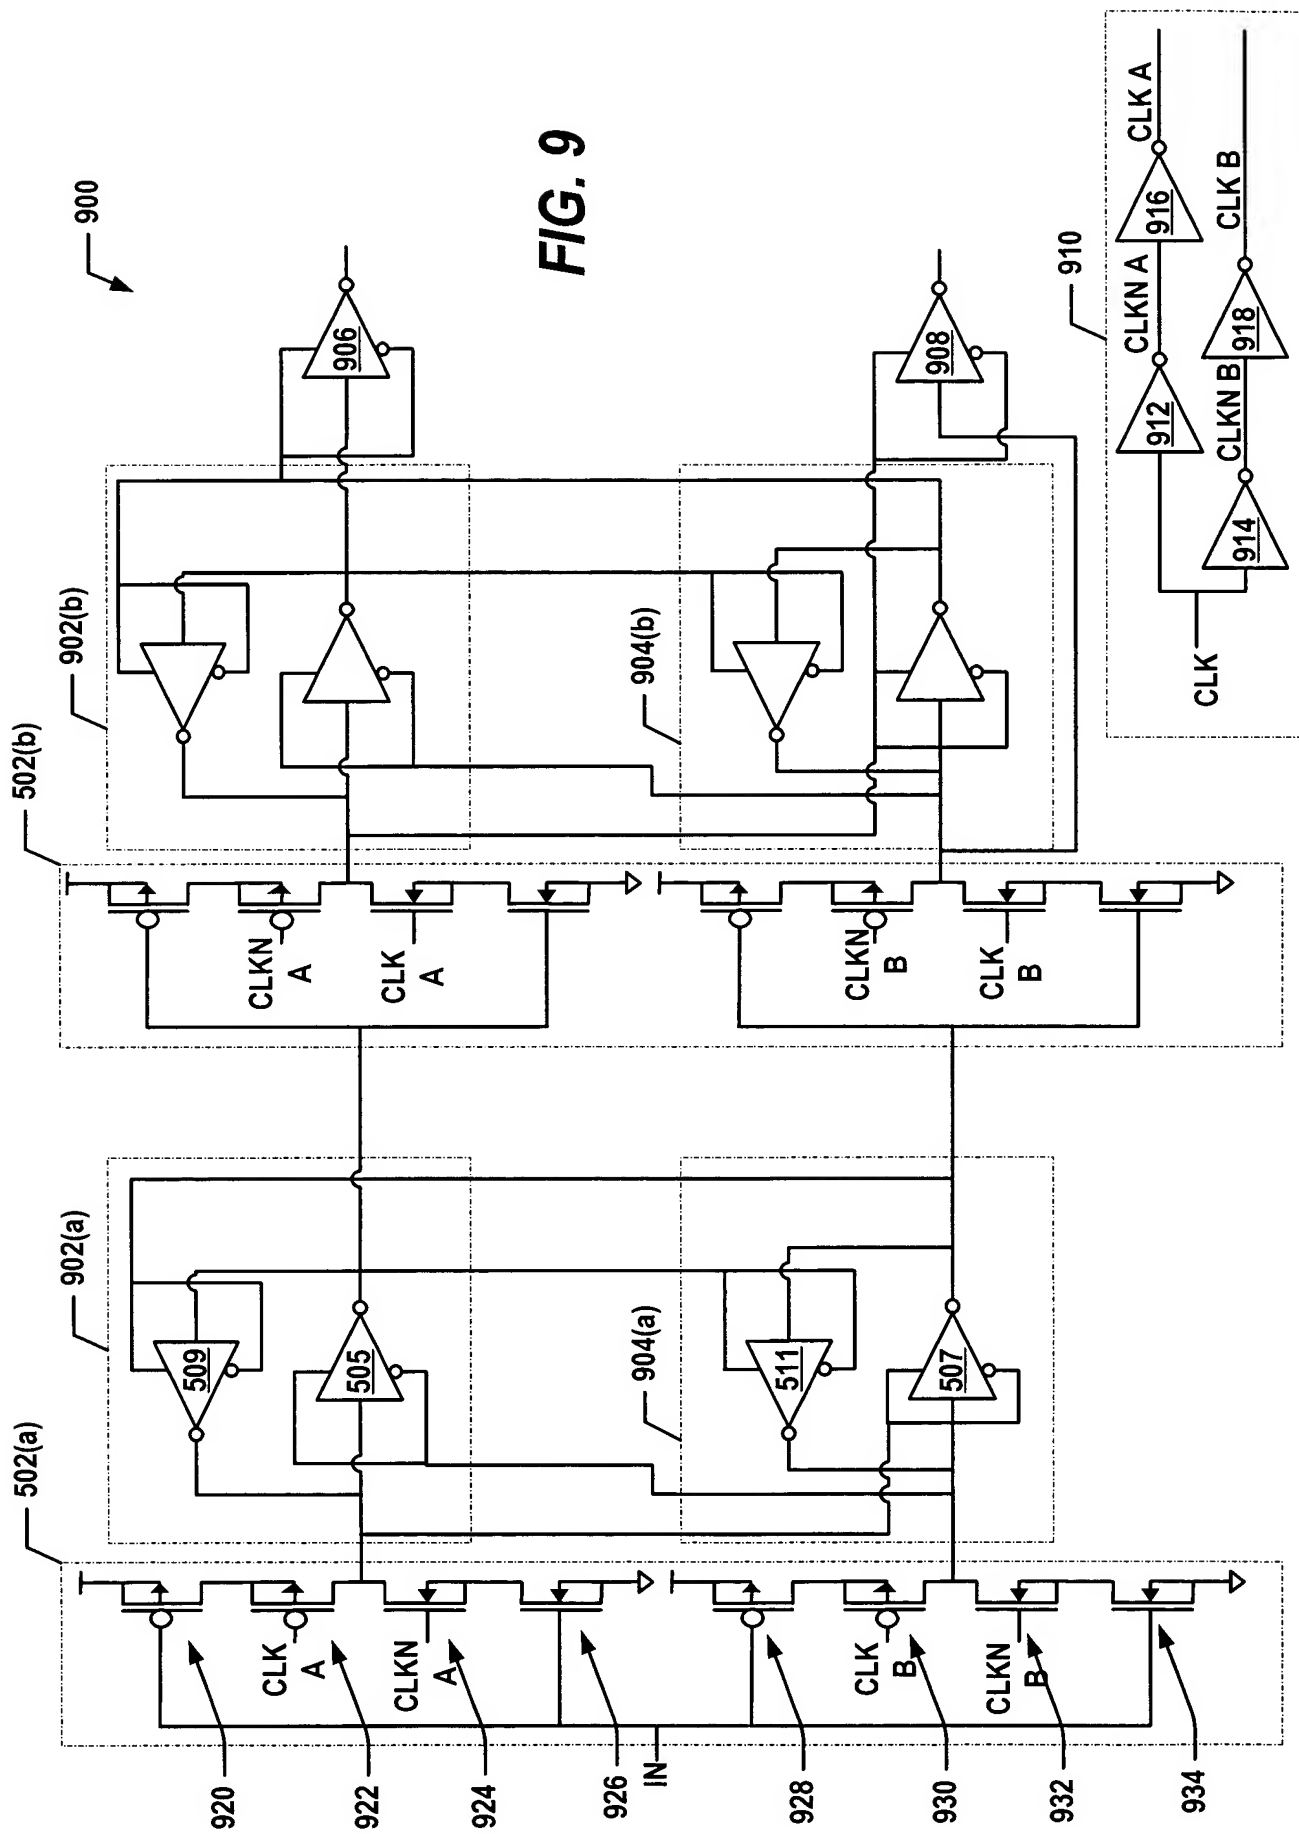 900
FIG. 9
502(a)
902(a)
502(b)
902(b)
904(a)
904(b)
509
505
511
507
906
908
920
CLK
A
922
CLKN
A
924
926
IN
928
CLK
B
930
CLKN
B
932
934
CLKN
A
CLK
A
CLKN
B
CLK
B
910
CLK
912
CLKN A
916
CLK A
914
CLKN B
918
CLK B